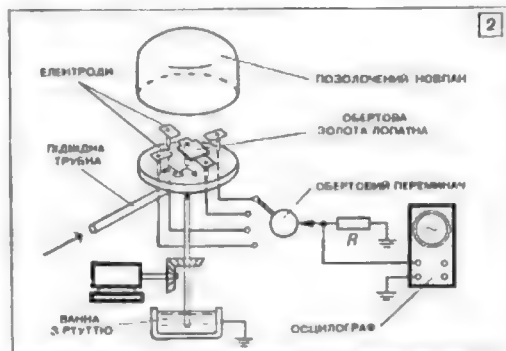 2
ЕЛЕКТРОДИ
ПОЗОЛОЧЕНИЙ КОВПАК
ОБЕРТОВА
ЗОЛОТА ЛОПАТКА
ПІДВІДНА
ТРУБКА
ОБЕРТОВИЙ ПЕРЕМИКАЧ
R
ВАННА
З РТУТТЮ
ОСЦИЛОГРАФ